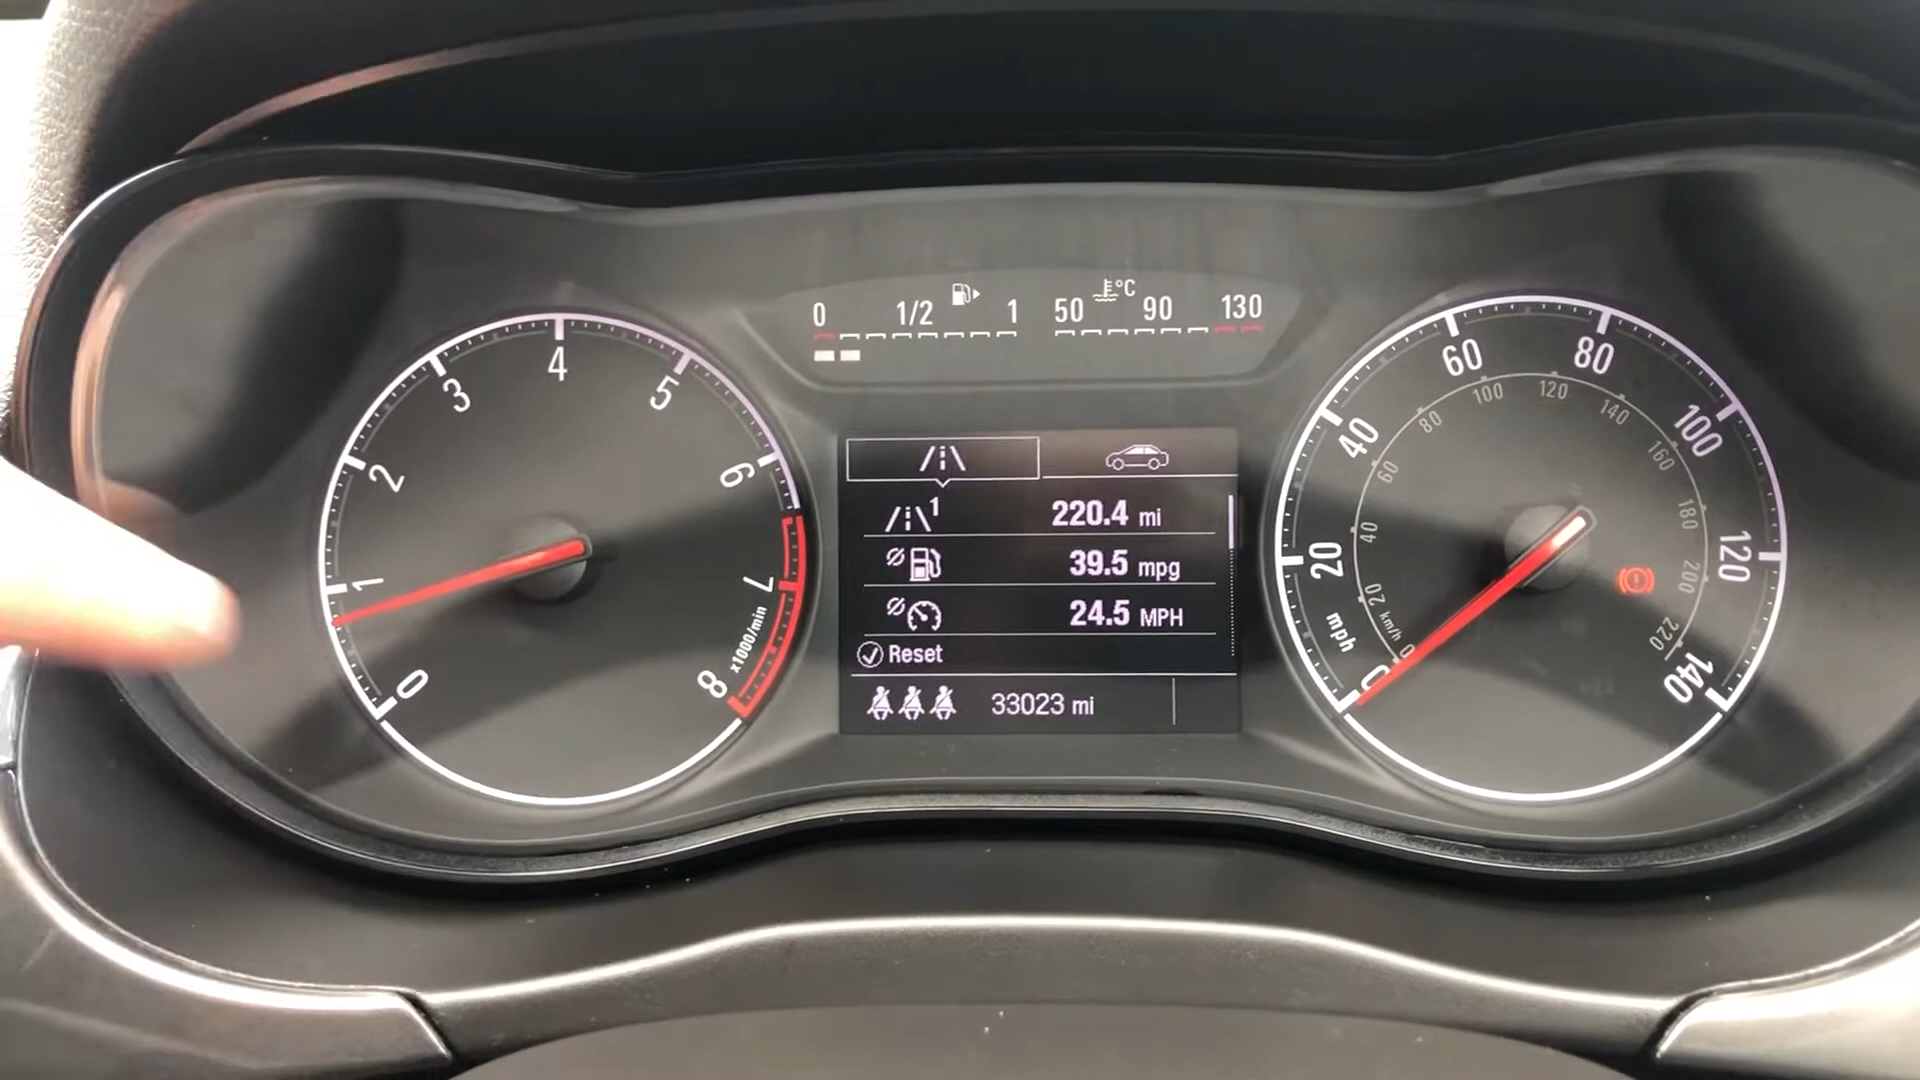 0 1/2 1
50 °C 90 130
0 1 2 3 4 5 6 7 8
x1000/min
1 220.4 mi
39.5 mpg
24.5 MPH
Reset
33023 mi
0 20 40 60 80 100 120 140
mph
0 20 40 60 80 100 120 140 160 180 200 220
km/h